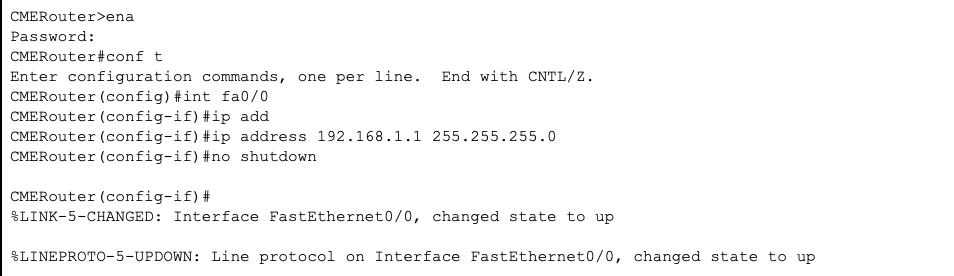 CMERouter>ena
Password:
CMERouter#conf t
Enter configuration commands, one per line.  End with CNTL/Z.
CMERouter(config)#int fa0/0
CMERouter(config-if)#ip add
CMERouter(config-if)#ip address 192.168.1.1 255.255.255.0
CMERouter(config-if)#no shutdown
CMERouter(config-if)#
%LINK-5-CHANGED: Interface FastEthernet0/0, changed state to up
%LINEPROTO-5-UPDOWN: Line protocol on Interface FastEthernet0/0, changed state to up